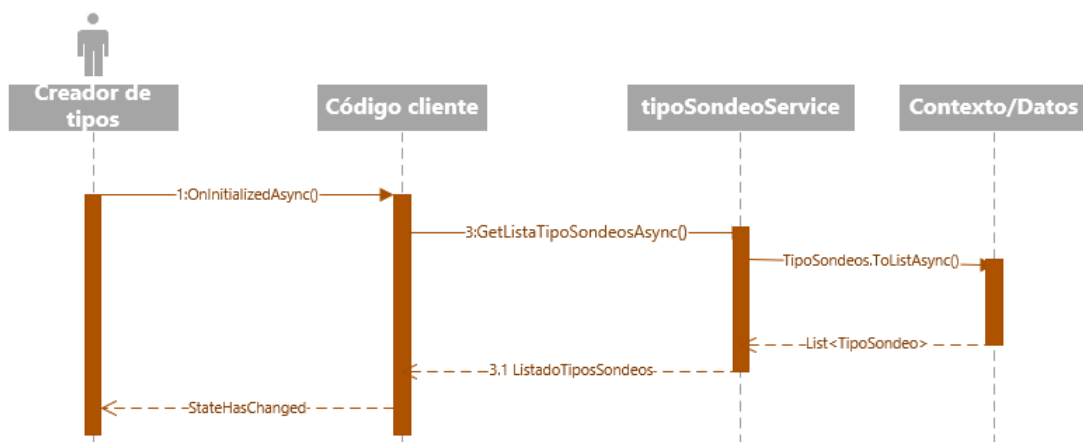 Creador de
tipos
Código cliente
tipoSondeoService
Contexto/Datos
1:OnInitializedAsync()
3:GetListaTipoSondeosAsync()
TipoSondeos.ToListAsync()
List<TipoSondeo>
3.1 ListadoTiposSondeos
StateHasChanged